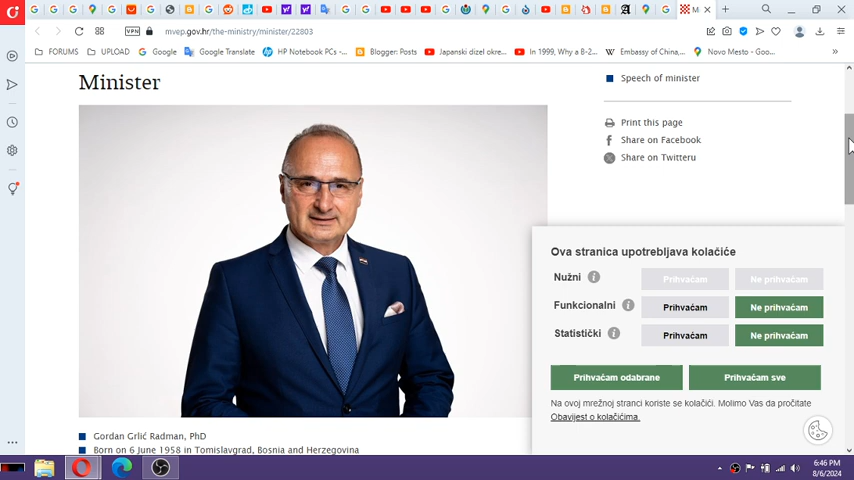 mvep.gov.hr/the-ministry/minister/22803
VPN
FORUMS
UPLOAD
Google
Google Translate
HP Notebook PCs -...
Blogger: Posts
Japanski dizel okre...
In 1999, Why a B-2...
Embassy of China,...
Novo Mesto - Goo...
Minister
Speech of minister
Print this page
Share on Facebook
Share on Twitteru
Ova stranica upotrebljava kolačiće
Nužni
Prihvaćam
Ne prihvaćam
Funkcionalni
Prihvaćam
Ne prihvaćam
Statistički
Prihvaćam
Ne prihvaćam
Prihvaćam odabrane
Prihvaćam sve
Na ovoj mrežnoj stranci koriste se kolačići. Molimo Vas da pročitate
Obavijest o kolačićima.
Gordan Grlić Radman, PhD
Born on 6 June 1958 in Tomislavgrad, Bosnia and Herzegovina
6:46 PM
8/6/2024